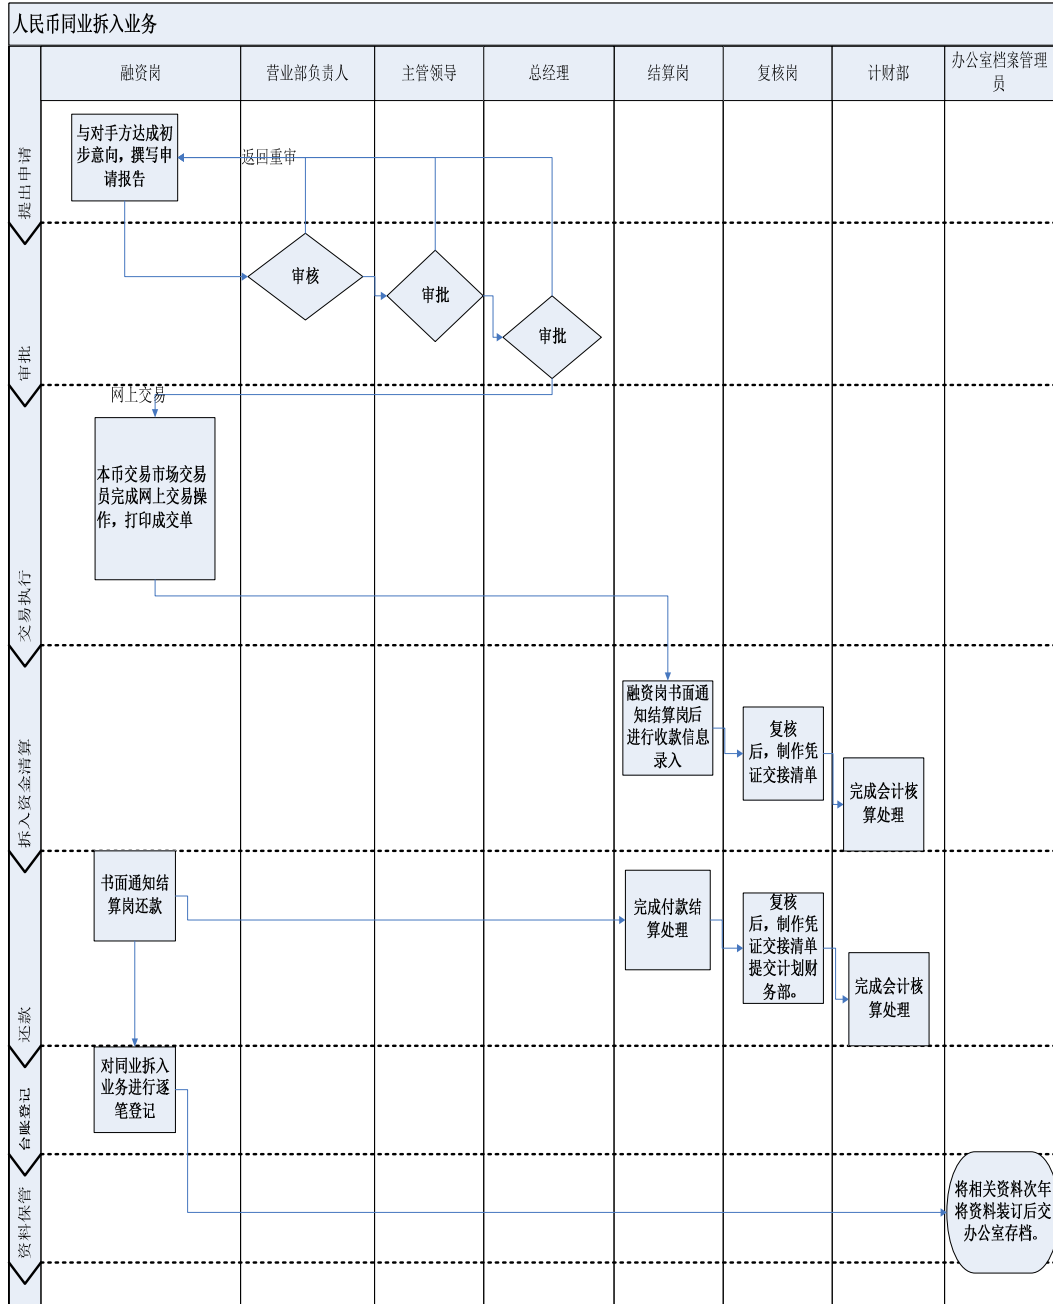 人民币同业拆入业务
融资岗
营业部负责人
主管领导
总经理
结算岗
复核岗
计财部
办公室档案管理
员
提出申请
与对手方达成初
步意向，撰写申
请报告
返回重审
审批
审核
审批
审批
交易执行
网上交易
本币交易市场交易
员完成网上交易操
作，打印成交单
拆入资金清算
融资岗书面通
知结算岗后
进行收款信息
录入
复核
后，制作凭
证交接清单
完成会计核
算处理
还款
书面通知结
算岗还款
完成付款结
算处理
复核
后，制作凭
证交接清单
提交计划财
务部。
完成会计核
算处理
台账登记
对同业拆入
业务进行逐
笔登记
资料保管
将相关资料次年
将资料装订后交
办公室存档。